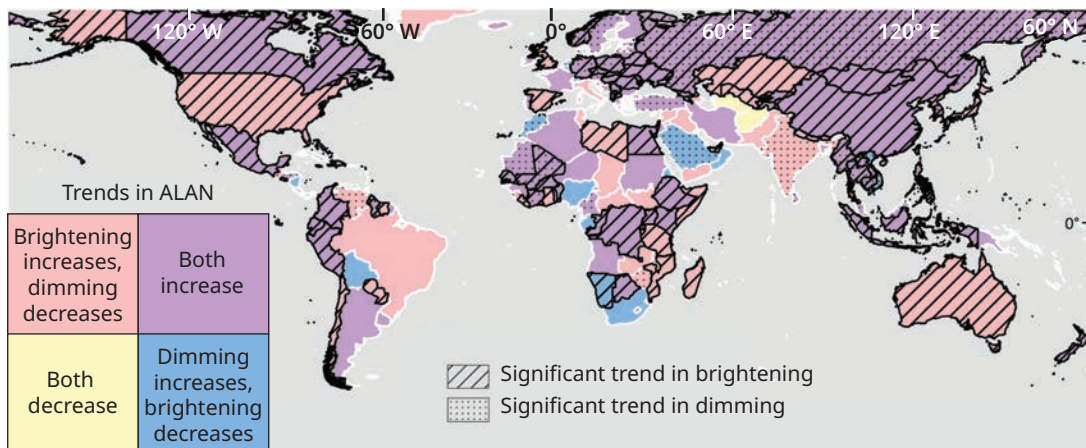 120° W
60° W
0°
60° E
120° E
60° N
0°
Trends in ALAN
Brightening
increases,
dimming
decreases
Both
increase
Both
decrease
Dimming
increases,
brightening
decreases
Significant trend in brightening
Significant trend in dimming